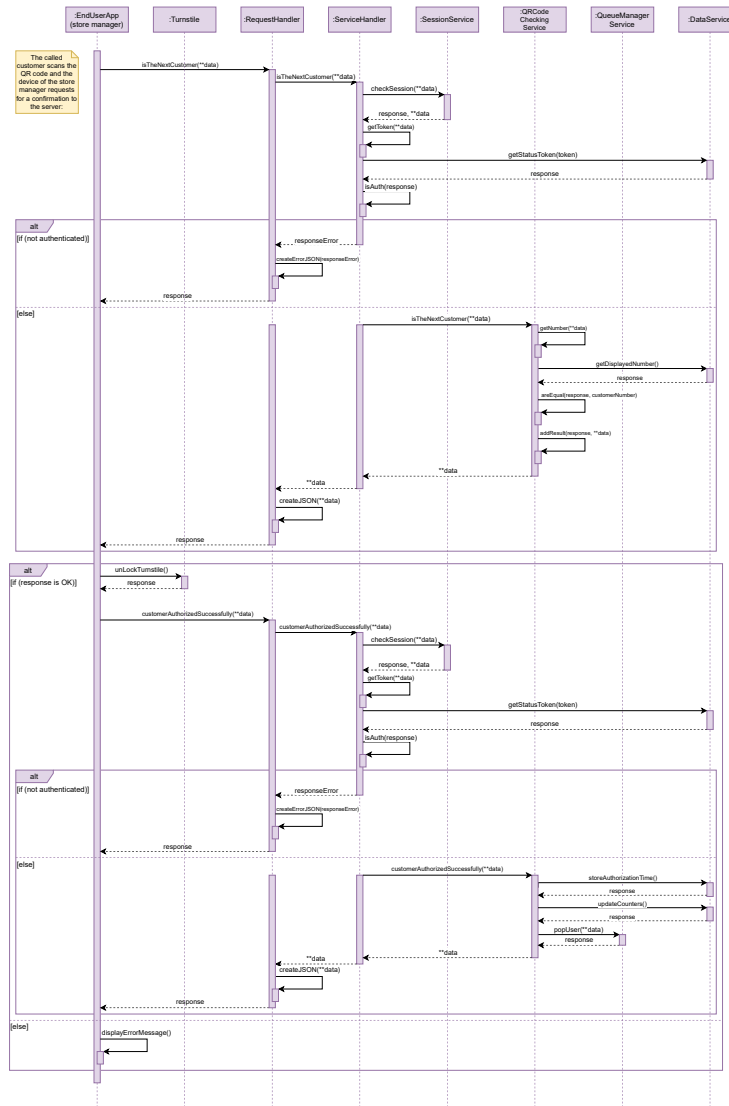 :EndUserApp
(store manager)
:Turnstile
:RequestHandler
:ServiceHandler
:SessionService
:QRCode
Checking
Service
:QueueManager
Service
:DataService
The called
customer scans the
QR code and the
device of the store
manager requests
for a confirmation to
the server:
isTheNextCustomer(**data)
isTheNextCustomer(**data)
checkSession(**data)
response, **data
getToken(**data)
getStatusToken(token)
response
isAuth(response)
alt
[if (not authenticated)]
responseError
createErrorJSON(responseError)
response
[else]
isTheNextCustomer(**data)
getNumber(**data)
getDisplayedNumber()
response
areEqual(response, customerNumber)
addResult(response, **data)
**data
**data
createJSON(**data)
response
alt
[if (response is OK)]
unLockTurnstile()
response
customerAuthorizedSuccessfully(**data)
customerAuthorizedSuccessfully(**data)
checkSession(**data)
response, **data
getToken(**data)
getStatusToken(token)
response
isAuth(response)
alt
[if (not authenticated)]
responseError
createErrorJSON(responseError)
response
[else]
customerAuthorizedSuccessfully(**data)
storeAuthorizationTime()
response
updateCounters()
response
popUser(**data)
response
**data
**data
createJSON(**data)
response
[else]
displayErrorMessage()